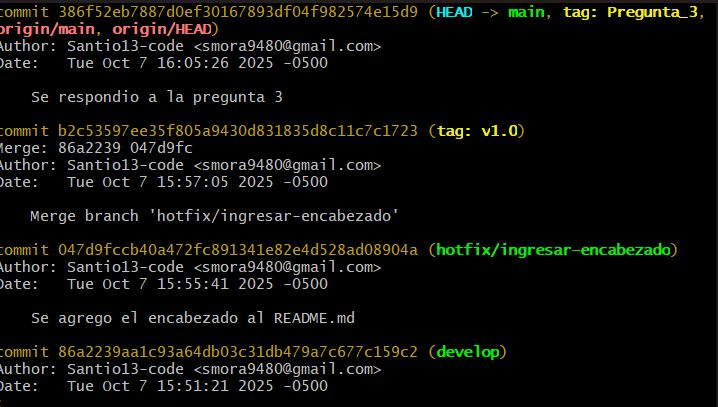 commit 386f52eb7887d0ef30167893df04f982574e15d9 (HEAD -> main, tag: Pregunta_3,
origin/main, origin/HEAD)
Author: Santio13-code <smora9480@gmail.com>
Date:   Tue Oct 7 16:05:26 2025 -0500
Se respondio a la pregunta 3
commit b2c53597ee35f805a9430d831835d8c11c7c1723 (tag: v1.0)
Merge: 86a2239 047d9fc
Author: Santio13-code <smora9480@gmail.com>
Date:   Tue Oct 7 15:57:05 2025 -0500
Merge branch 'hotfix/ingresar-encabezado'
commit 047d9fccb40a472fc891341e82e4d528ad08904a (hotfix/ingresar-encabezado)
Author: Santio13-code <smora9480@gmail.com>
Date:   Tue Oct 7 15:55:41 2025 -0500
Se agrego el encabezado al README.md
commit 86a2239aa1c93a64db03c31db479a7c677c159c2 (develop)
Author: Santio13-code <smora9480@gmail.com>
Date:   Tue Oct 7 15:51:21 2025 -0500